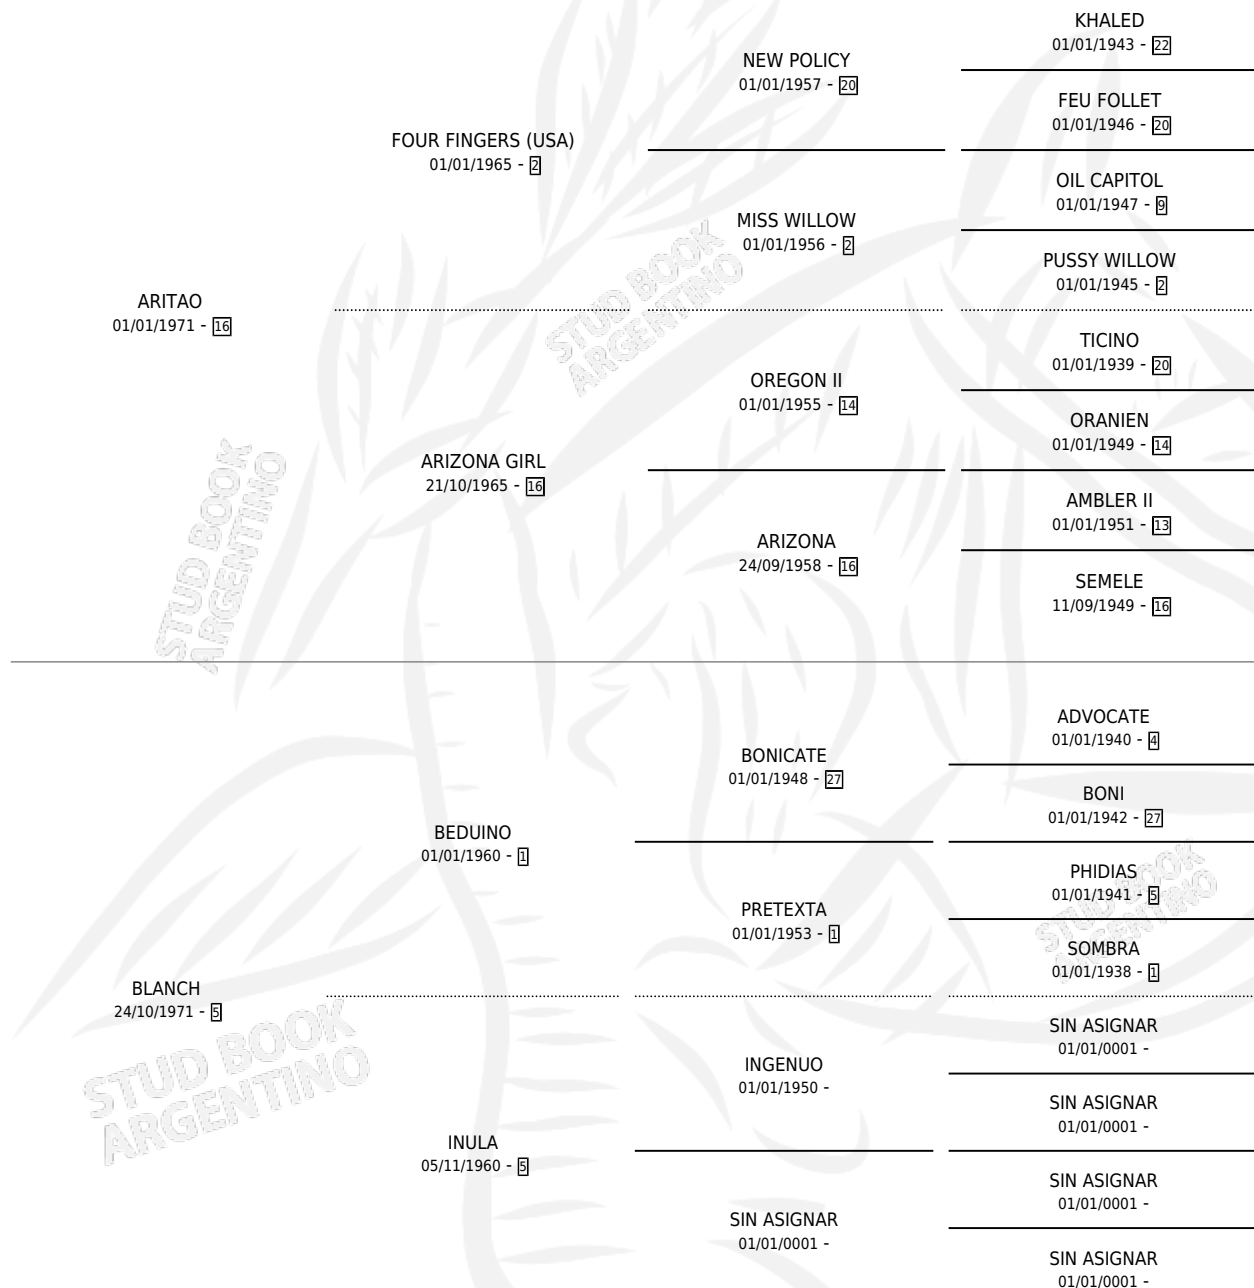 KHALED
01/01/1943 - 22
NEW POLICY
01/01/1957 - 20
FEU FOLLET
01/01/1946 - 20
FOUR FINGERS (USA)
01/01/1965 - 2
OIL CAPITOL
01/01/1947 - 9
MISS WILLOW
01/01/1956 - 2
PUSSY WILLOW
01/01/1945 - 2
ARITAO
01/01/1971 - 16
STUD BOOK
ARGENTINO
TICINO
01/01/1939 - 20
OREGON II
01/01/1955 - 14
ORANIEN
01/01/1949 - 14
ARIZONA GIRL
21/10/1965 - 16
AMBLER II
01/01/1951 - 13
ARIZONA
24/09/1958 - 16
SEMELE
11/09/1949 - 16
STUD BOOK
ARGENTINO
ADVOCATE
01/01/1940 - 4
BONICATE
01/01/1948 - 27
BONI
01/01/1942 - 27
BEDUINO
01/01/1960 - 1
PHIDIAS
01/01/1941 - 5
PRETEXTA
01/01/1953 - 1
SOMBRA
01/01/1938 - 1
STUD BOOK
ARGENTINO
BLANCH
24/10/1971 - 5
SIN ASIGNAR
01/01/0001 -
INGENUO
01/01/1950 -
SIN ASIGNAR
01/01/0001 -
STUD BOOK
ARGENTINO
INULA
05/11/1960 - 5
SIN ASIGNAR
01/01/0001 -
SIN ASIGNAR
01/01/0001 -
SIN ASIGNAR
01/01/0001 -